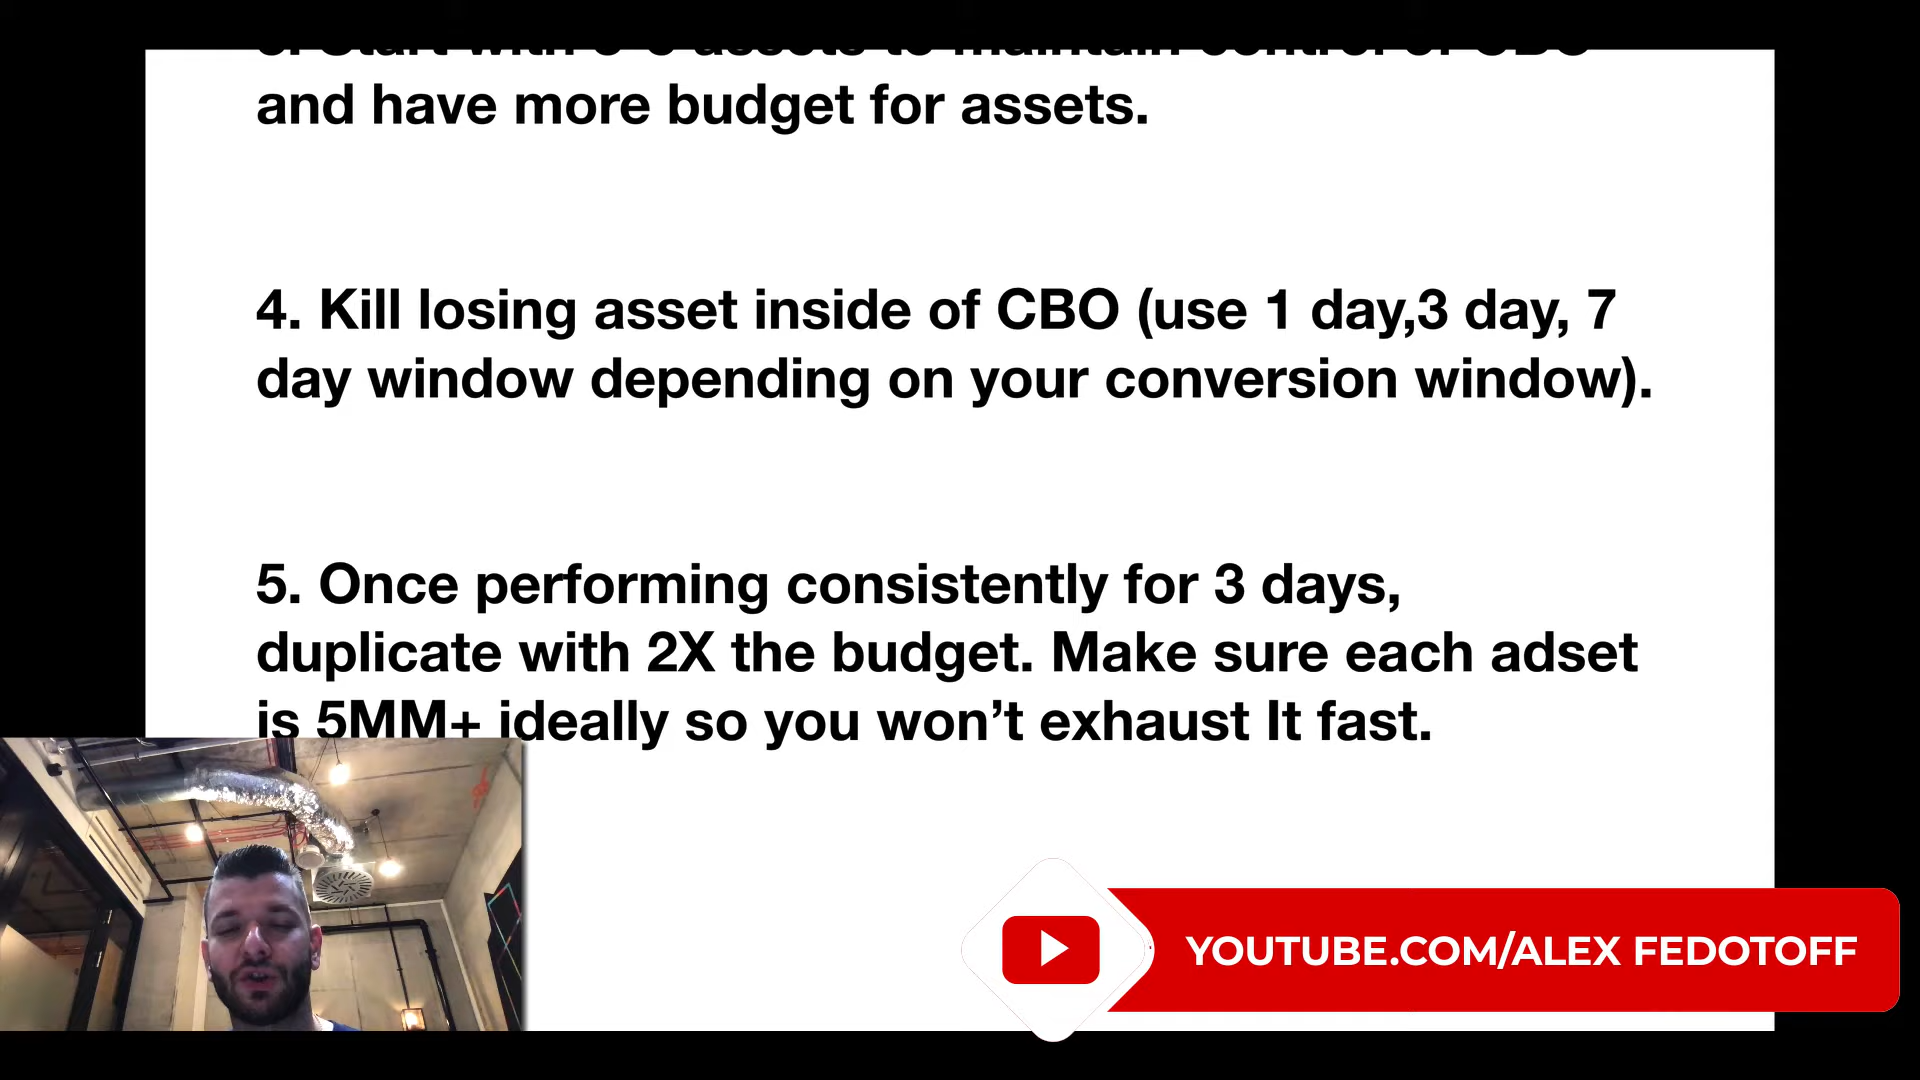 and have more budget for assets.
4. Kill losing asset inside of CBO (use 1 day,3 day, 7
day window depending on your conversion window).
5. Once performing consistently for 3 days,
duplicate with 2X the budget. Make sure each adset
is 5MM+ ideally so you won’t exhaust It fast.
YOUTUBE.COM/ALEX FEDOTOFF